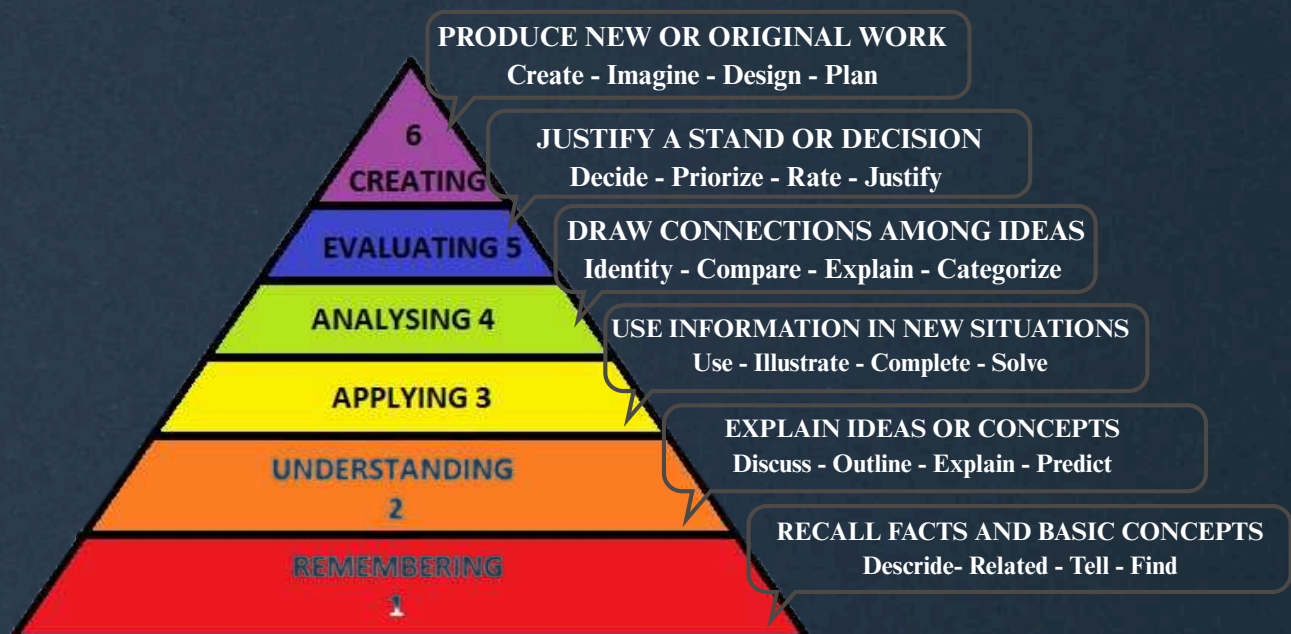 PRODUCE NEW OR ORIGINAL WORK
Create - Imagine - Design - Plan
6
CREATING
JUSTIFY A STAND OR DECISION
Decide - Priorize - Rate - Justify
EVALUATING 5
DRAW CONNECTIONS AMONG IDEAS
Identity - Compare - Explain - Categorize
ANALYSING 4
USE INFORMATION IN NEW SITUATIONS
Use - Illustrate - Complete - Solve
APPLYING 3
EXPLAIN IDEAS OR CONCEPTS
Discuss - Outline - Explain - Predict
UNDERSTANDING
2
RECALL FACTS AND BASIC CONCEPTS
Descride- Related - Tell - Find
REMEMBERING
1